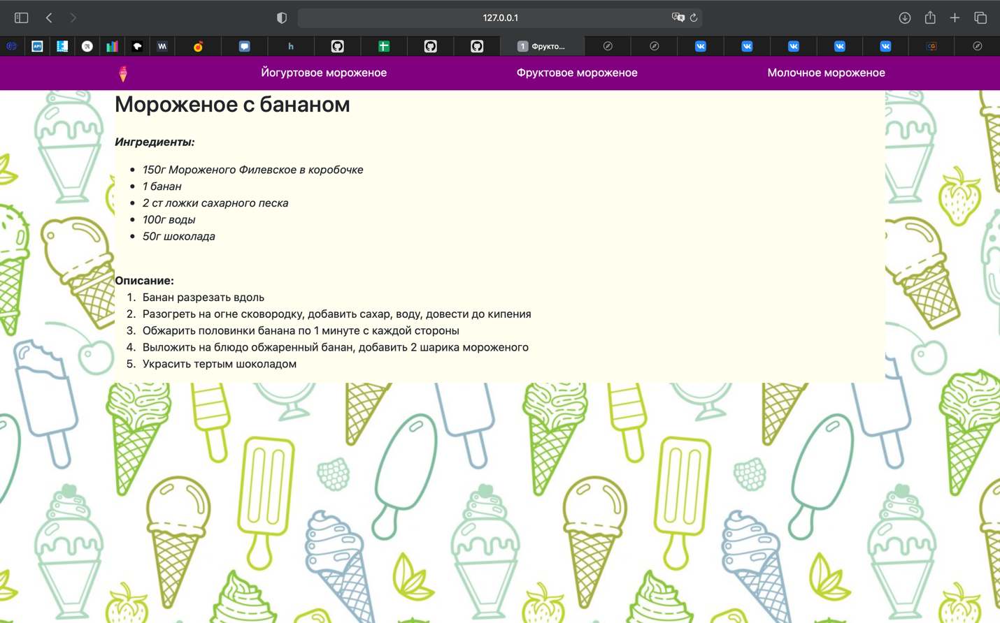 127.0.0.1
API
h
1 Фрукто...
CG
Йогуртовое мороженое
Фруктовое мороженое
Молочное мороженое
Мороженое с бананом
Ингредиенты:
• 150г Мороженого Филевское в коробочке
• 1 банан
• 2 ст ложки сахарного песка
• 100г воды
• 50г шоколада
Описание:
1. Банан разрезать вдоль
2. Разогреть на огне сковородку, добавить сахар, воду, довести до кипения
3. Обжарить половинки банана по 1 минуте с каждой стороны
4. Выложить на блюдо обжаренный банан, добавить 2 шарика мороженого
5. Украсить тертым шоколадом